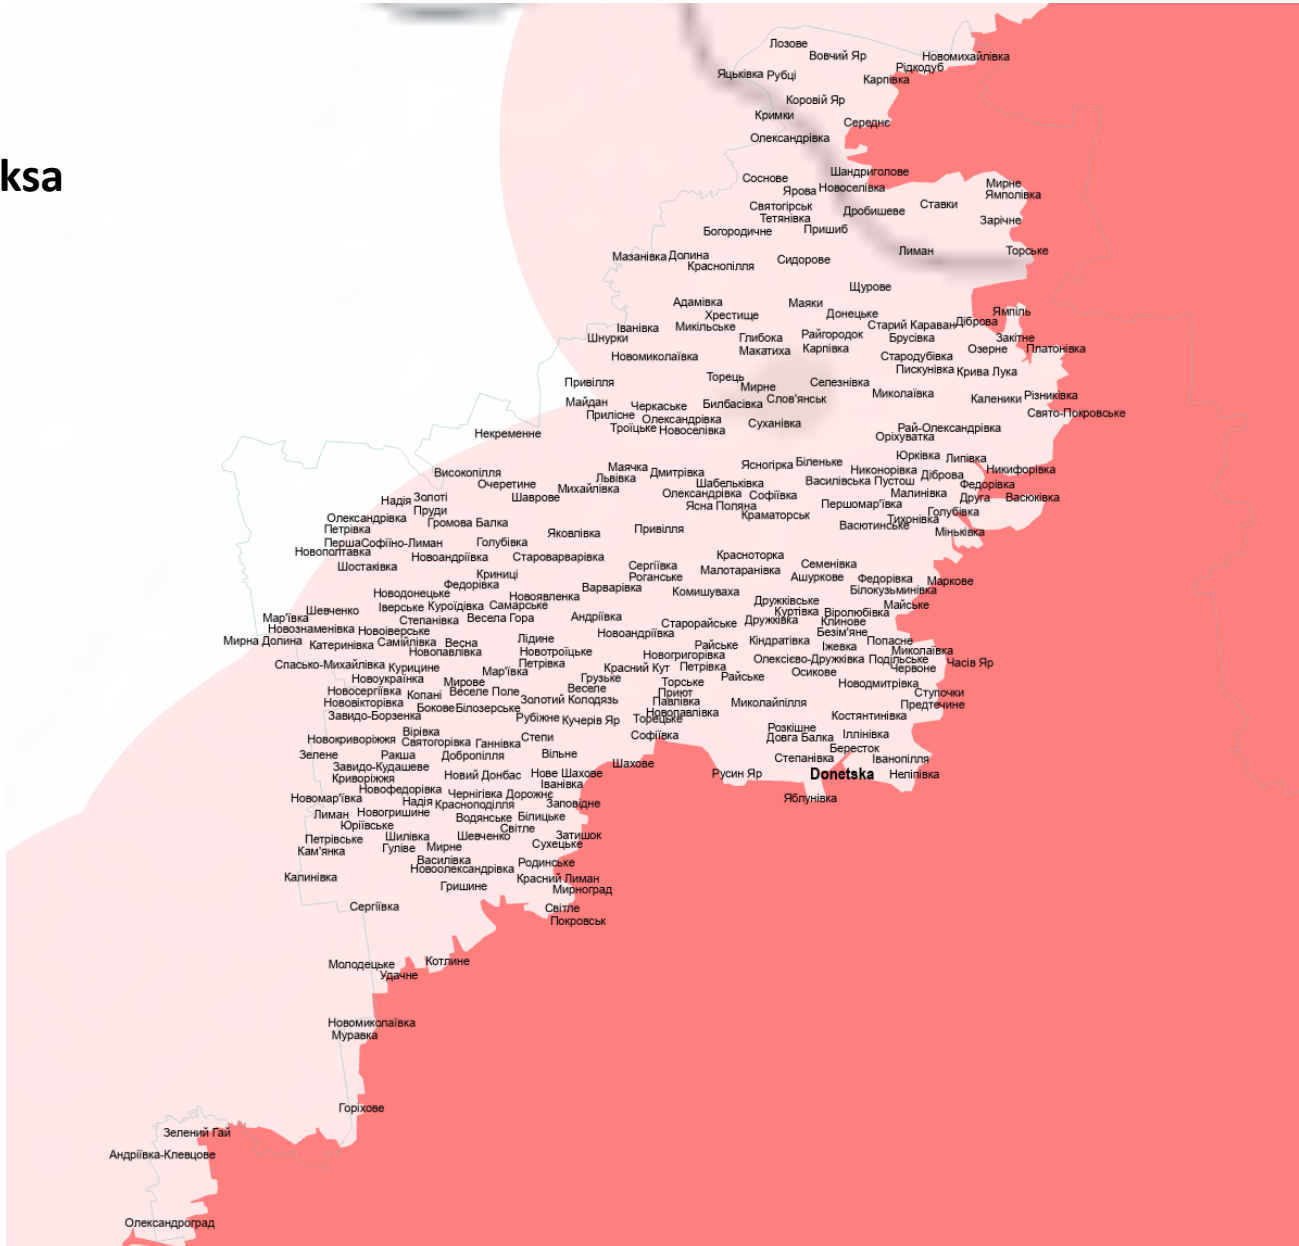 Лозове
Вовчий Яр
Новомихайлівка
Рідкодуб
Яцьківка Рубці
Карпівка
Коровій Яр
Кримки
Середнє
Олександрівка
ksa
Шандриголове
Соснове
Мирне
Ярова Новоселівка
Ямполівка
Святогірськ
Ставки
Дробишеве
Тетянівка
Зарічне
Богородичне
Пришиб
Лиман
Торське
Мазанівка Долина
Сидорове
Краснопілля
Щурове
Адамівка
Маяки
Хрестище
Донецьке
Ямпіль
Іванівка
Микільське
Старий Караван Діброва
Шнурки
Глибока
Райгородок
Брусівка
Закітне
Новомиколаївка
Макатиха
Карпівка
Озерне
Платонівка
Стародубівка
Пискунівка Крива Лука
Привілля
Торець
Мирне
Селезнівка
Миколаївка
Каленики Різниківка
Майдан
Черкаське
Билбасівка
Слов'янськ
Прилісне
Олександрівка
Свято-Покровське
Троїцьке Новоселівка
Суханівка
Рай-Олександрівка
Некременне
Оріхуватка
Юрківка Липівка
Маячка
Ясногірка Біленьке
Високопілля
Львівка
Дмитрівка
Никонорівка
Никифорівка
Очеретине
Шабельківка
Василівська Пустош
Діброва
Михайлівка
Федорівка
Надія
Золоті
Шаврове
Олександрівка Софіївка
Малинівка
Друга
Васюківка
Пруди
Ясна Поляна
Першомар'ївка
Голубівка
Олександрівка
Громова Балка
Краматорськ
Тихонівка
Петрівка
Яковлівка
Привілля
Васютинське
Міньківка
Перша
Софіїно-Лиман
Голубівка
Новополтавка
Новоандріївка
Староварварівка
Красноторка
Шостаківка
Сергіївка
Малотаранівка
Семенівка
Криниці
Роганське
Ашуркове
Федорівка
Маркове
Федорівка
Варварівка
Комишуваха
Білокузьминівка
Новодонецьке
Новоявленка
Дружківське
Шевченко
Іверське Куроїдівка Самарське
Куртівка Віролюбівка
Майське
Мар'ївка
Степанівка
Весела Гора
Андріївка
Старорайське
Дружківка
Клинове
Новознаменівка Новоіверське
Новоандріївка
Безім'яне
Мирна Долина
Катеринівка
Самійлівка
Весна
Лідине
Райське
Кіндратівка
Їжевка
Попасне
Новопавлівка
Новотроїцьке
Новогригорівка
Миколаївка
Спасько-Михайлівка Курицине
Петрівка
Красний Кут
Петрівка
Олексієво-Дружківка Подільське
Часів Яр
Червоне
Новоукраїнка
Мар'ївка
Грузьке
Райське
Осикове
Новосергіївка
Мирове
Веселе
Торське
Новодмитрівка
Копані
Веселе Поле
Золотий Колодязь
Приют
Ступочки
Нововікторівка
Павлівка
Миколайпілля
Предтечине
Завидо-Борзенка
Бокове Білозерське
Рубіжне Кучерів Яр
Новопавлівка
Костянтинівка
Торецьке
Вірівка
Софіївка
Розкішне
Новокриворіжжя
Святогорівка
Ганнівка
Степи
Довга Балка
Іллінівка
Зелене
Ракша
Добропілля
Вільне
Бересток
Завидо-Кудашеве
Шахове
Степанівка
Іванопілля
Криворіжжя
Новий Донбас
Нове Шахове
Русин Яр
Donetska
Неліпівка
Новофедорівка
Іванівка
Новомар'ївка
Чернігівка Дорожнє
Яблунівка
Надія
Красноподілля
Заповідне
Лиман
Новогришине
Водянське
Білицьке
Юріївське
Світле
Петрівське
Шилівка
Шевченко
Затишок
Кам'янка
Гуліве
Мирне
Сухецьке
Василівка
Родинське
Калинівка
Новоолександрівка
Красний Лиман
Гришине
Мирноград
Сергіївка
Світле
Покровськ
Молодецьке
Котлине
Удачне
Новомиколаївка
Муравка
Горіхове
Зелений Гай
Андріївка-Клевцове
Олександроград